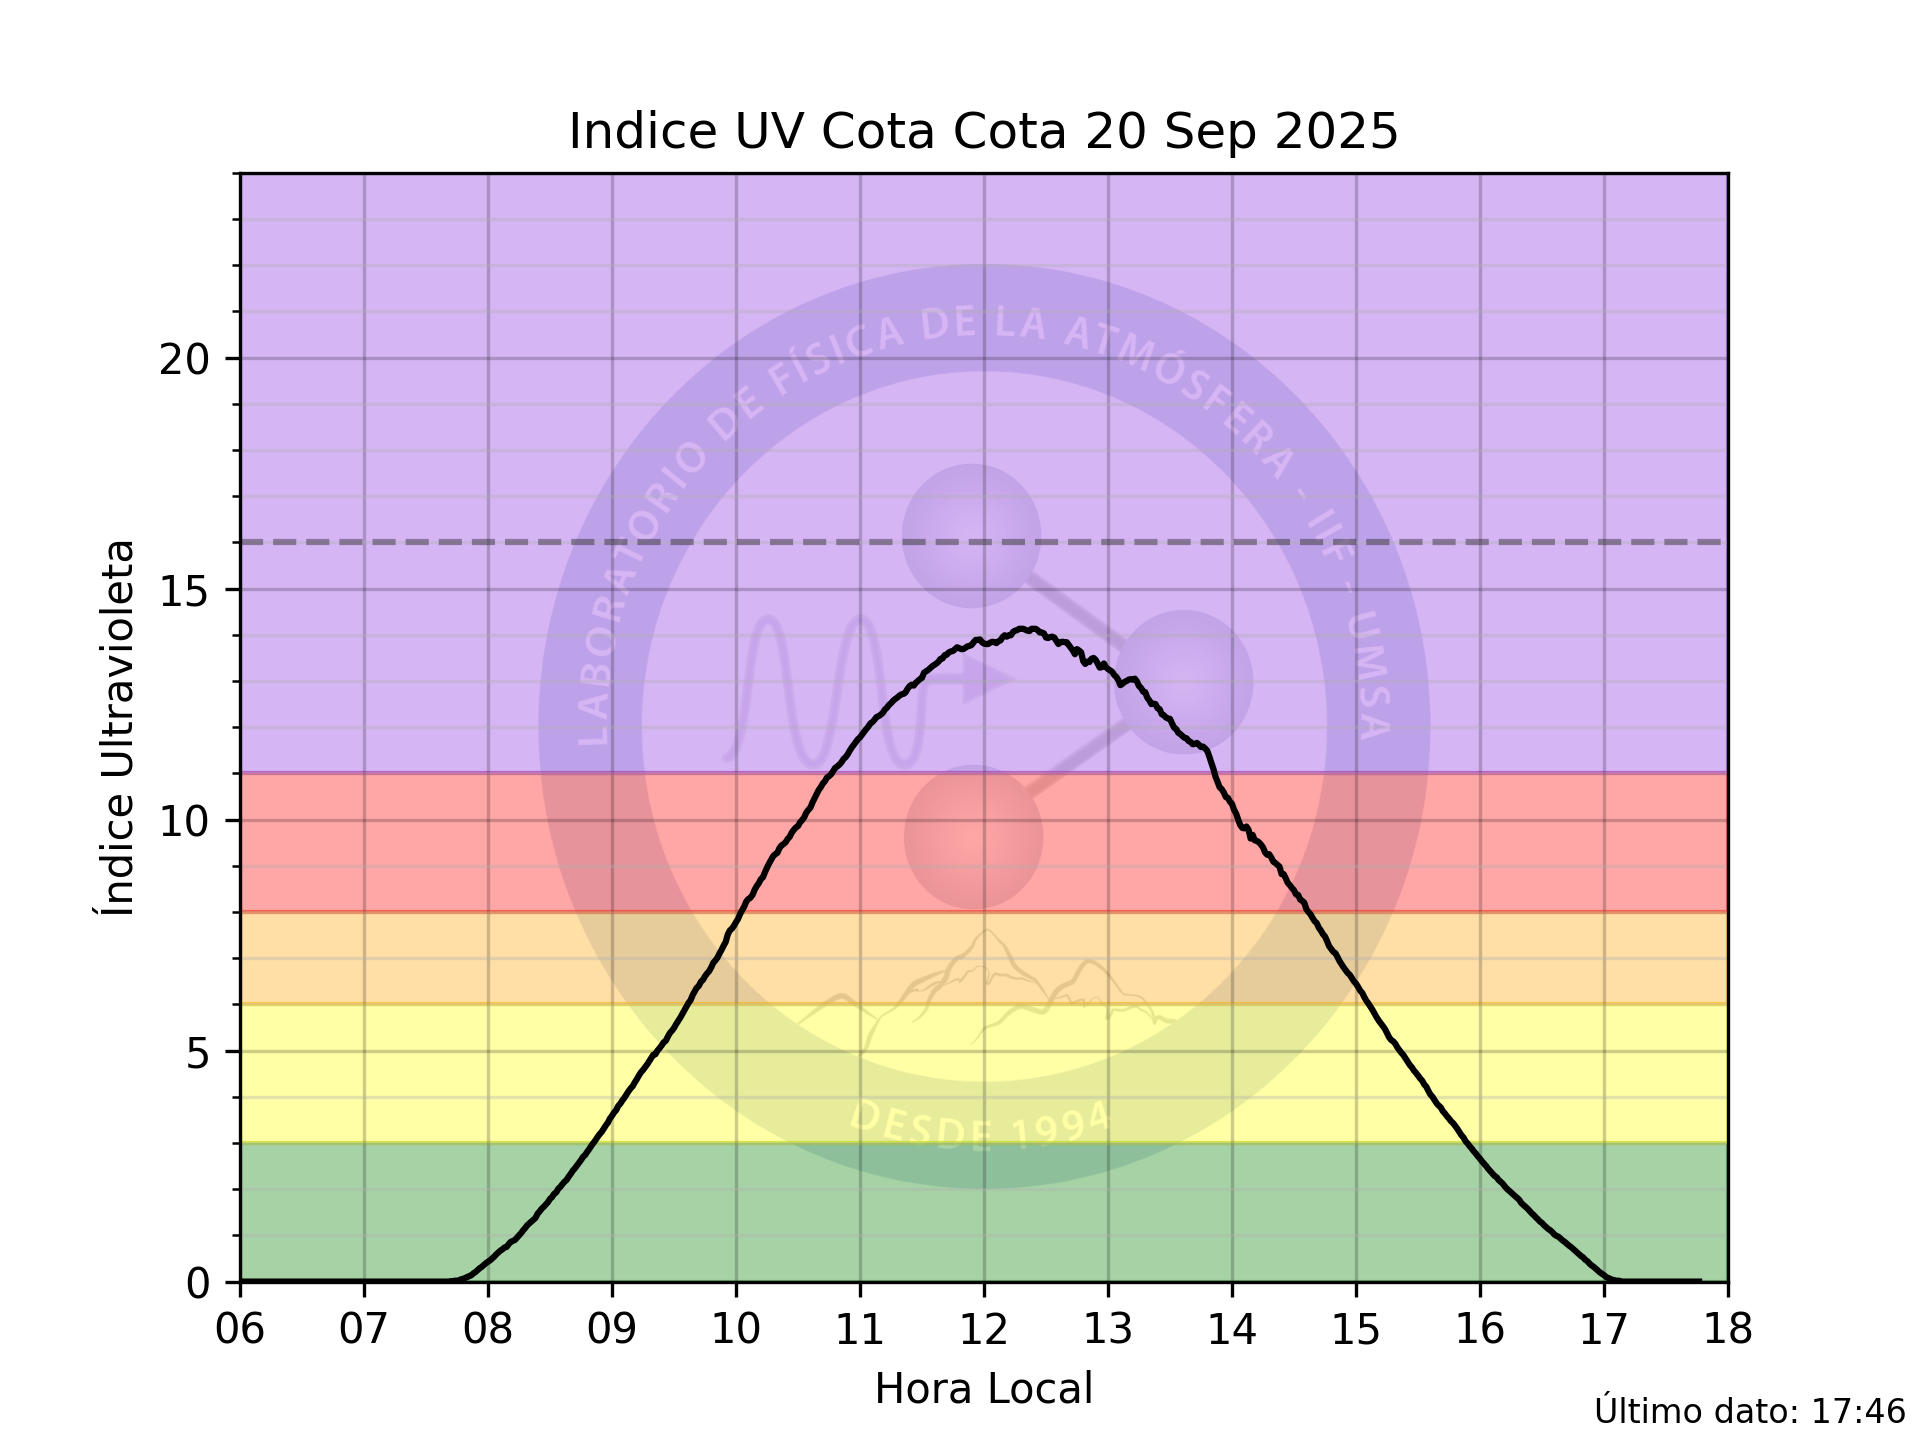 Indice UV Cota Cota 20 Sep 2025
LABORATORIO DE FÍSICA DE LA ATMÓSFERA - IIF - UMSA
DESDE 1994
Índice Ultravioleta
20
15
10
5
0
06 07 08 09 10 11 12 13 14 15 16 17 18
Hora Local
Último dato: 17:46